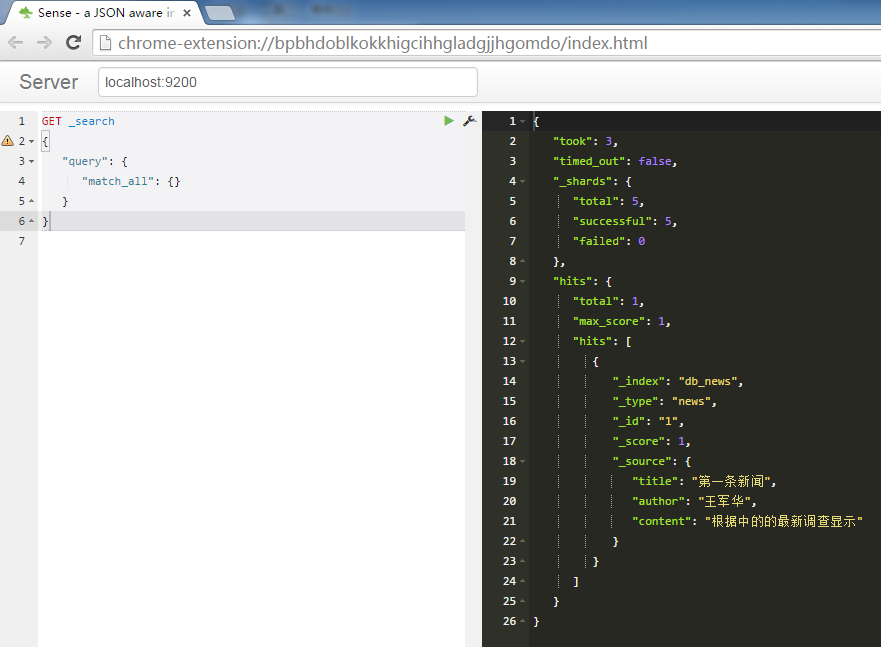 Sense - a JSON aware in
chrome-extension://bpbhdoblkokkhigcihhgladgjjhgomdo/index.html
Server
localhost:9200
1 GET _search
2 {
3 "query": {
4 "match_all": {}
5 }
6 }
7
1 {
2 "took": 3,
3 "timed_out": false,
4 "_shards": {
5 "total": 5,
6 "successful": 5,
7 "failed": 0
8 },
9 "hits": {
10 "total": 1,
11 "max_score": 1,
12 "hits": [
13 {
14 "_index": "db_news",
15 "_type": "news",
16 "_id": "1",
17 "_score": 1,
18 "_source": {
19 "title": "第一条新闻",
20 "author": "王军华",
21 "content": "根据中的的最新调查显示"
22 }
23 }
24 ]
25 }
26 }